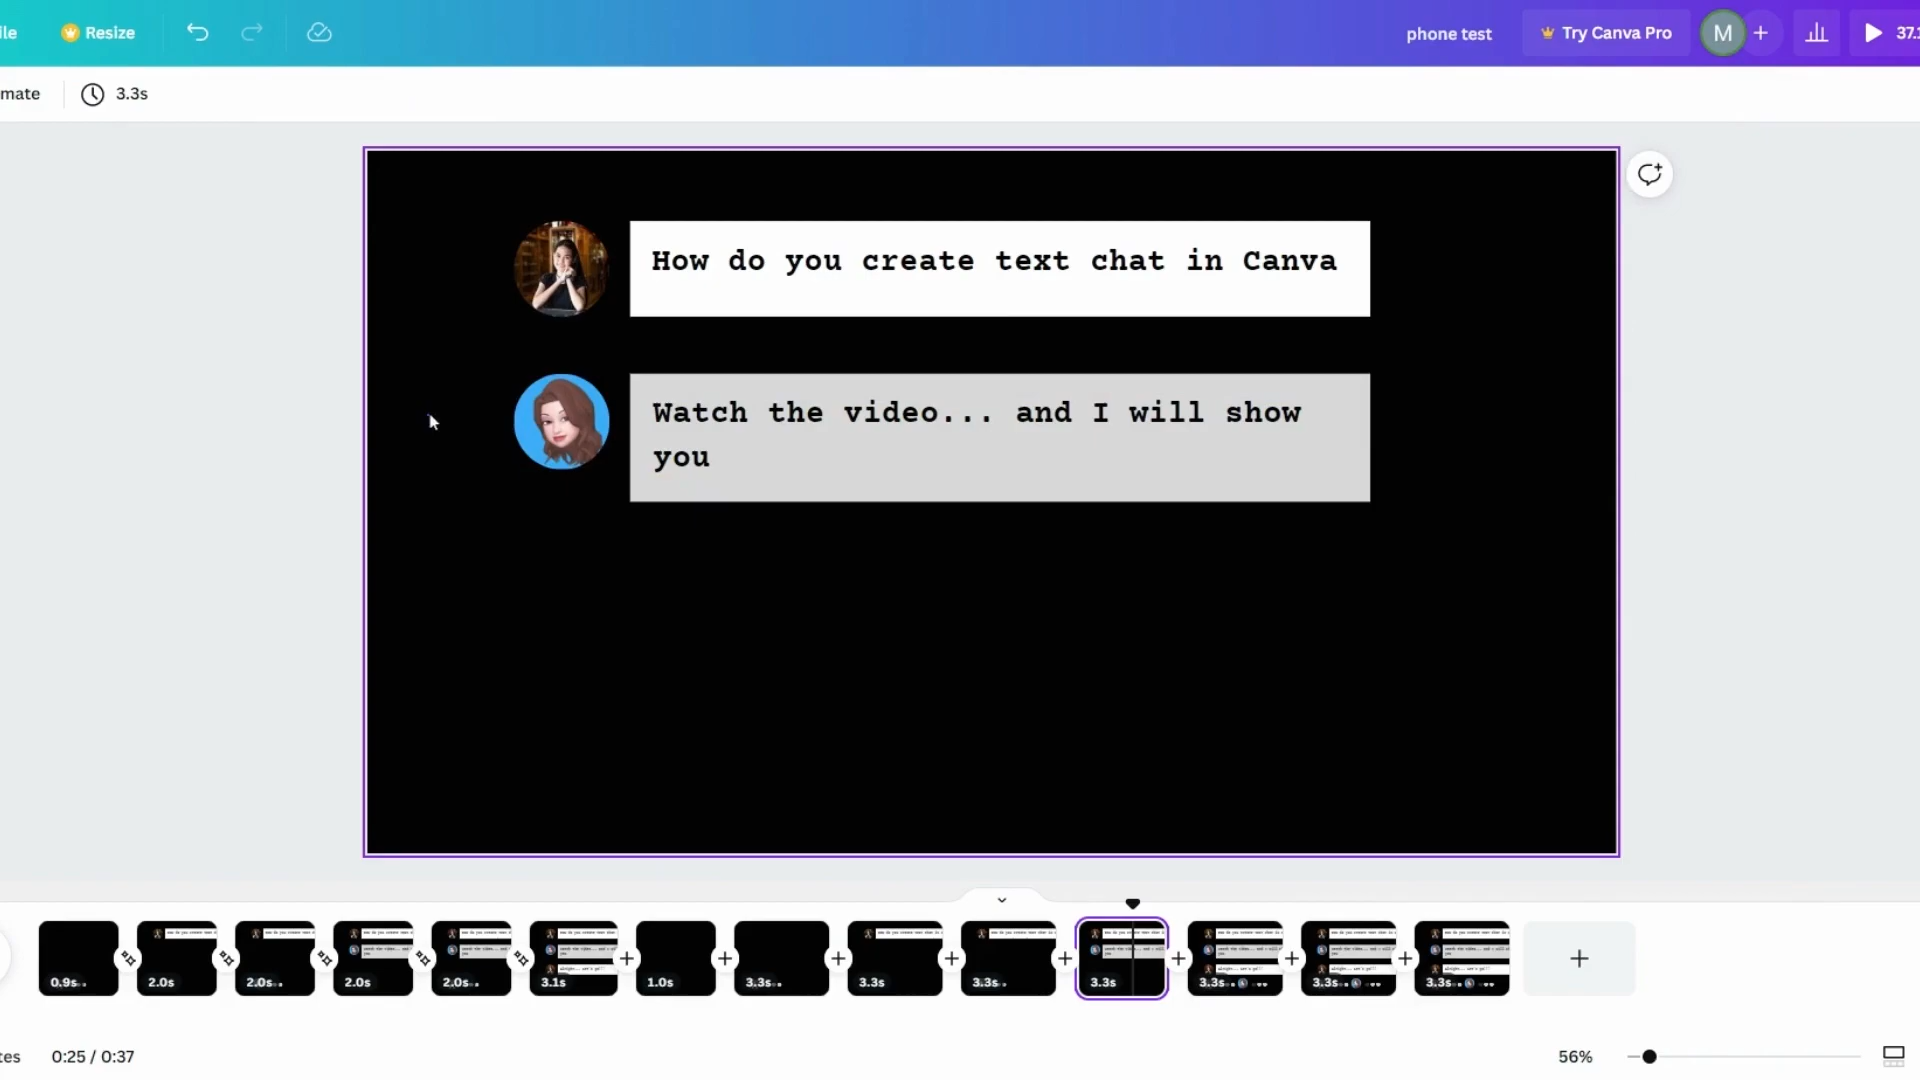 le Resize phone test Try Canva Pro M + 37.
mate 3.3s
How do you create text chat in Canva
Watch the video... and I will show
you
0.9s 2.0s 2.0s 2.0s 2.0s 3.1s 1.0s 3.3s 3.3s 3.3s 3.3s 3.3s 3.3s 3.3s
tes 0:25 / 0:37 56%